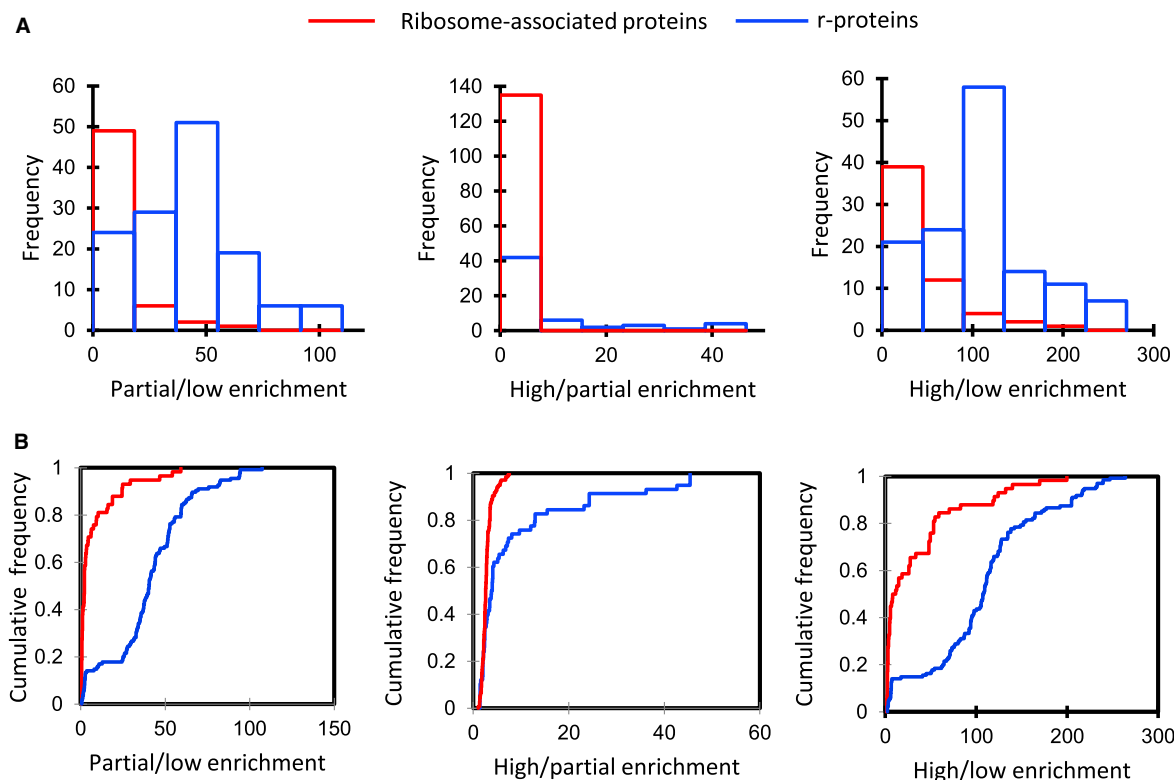 A
Ribosome-associated proteins
r-proteins
Frequency
60
50
40
30
20
10
0
0 50 100
Partial/low enrichment
Frequency
140
120
100
80
60
40
20
0
0 20 40
High/partial enrichment
Frequency
60
50
40
30
20
10
0
0 100 200 300
High/low enrichment
B
Cumulative frequency
1
0.8
0.6
0.4
0.2
0
0 50 100 150
Partial/low enrichment
Cumulative frequency
1
0.8
0.6
0.4
0.2
0
0 20 40 60
High/partial enrichment
Cumulative frequency
1
0.8
0.6
0.4
0.2
0
0 100 200 300
High/low enrichment